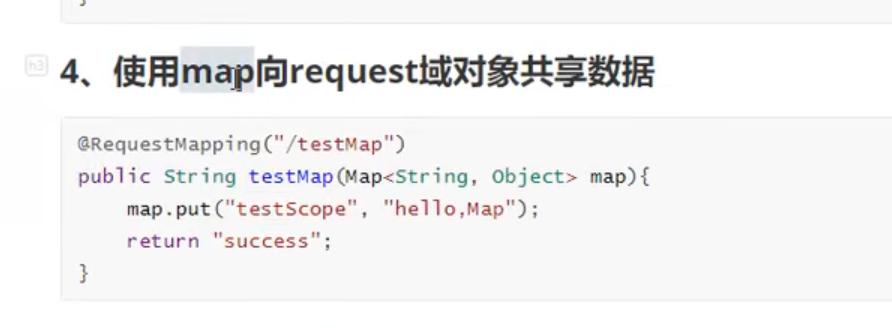 }
h3
4、使用map向request域对象共享数据
@RequestMapping("/testMap")
public String testMap(Map<String, Object> map){
    map.put("testScope", "hello,Map");
    return "success";
}